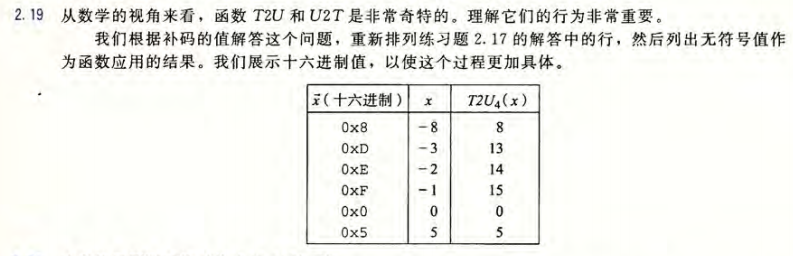 2.19 从数学的视角来看，函数 T2U 和 U2T 是非常奇特的。理解它们的行为非常重要。
我们根据补码的值解答这个问题，重新排列练习题 2.17 的解答中的行，然后列出无符号值作
为函数应用的结果。我们展示十六进制值，以使这个过程更加具体。
x⃗(十六进制) x T2U₄(x)
0x8 -8 8
0xD -3 13
0xE -2 14
0xF -1 15
0x0 0 0
0x5 5 5